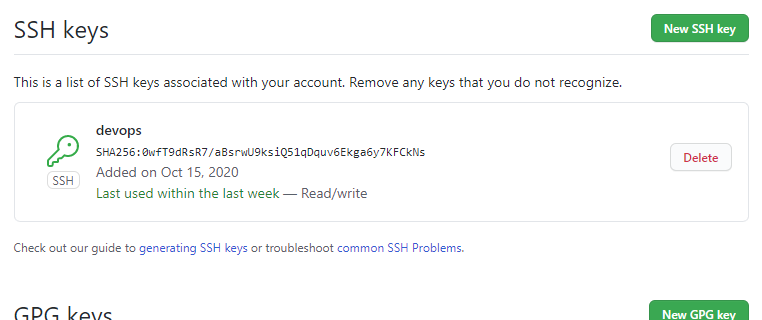 SSH keys
New SSH key
This is a list of SSH keys associated with your account. Remove any keys that you do not recognize.
devops
SHA256:0wfT9dRsR7/aBsrwU9ksiQ51qDquv6Ekga6y7KFCkNs
SSH
Added on Oct 15, 2020
Last used within the last week — Read/write
Delete
Check out our guide to generating SSH keys or troubleshoot common SSH Problems.
GPG keys
New GPG key